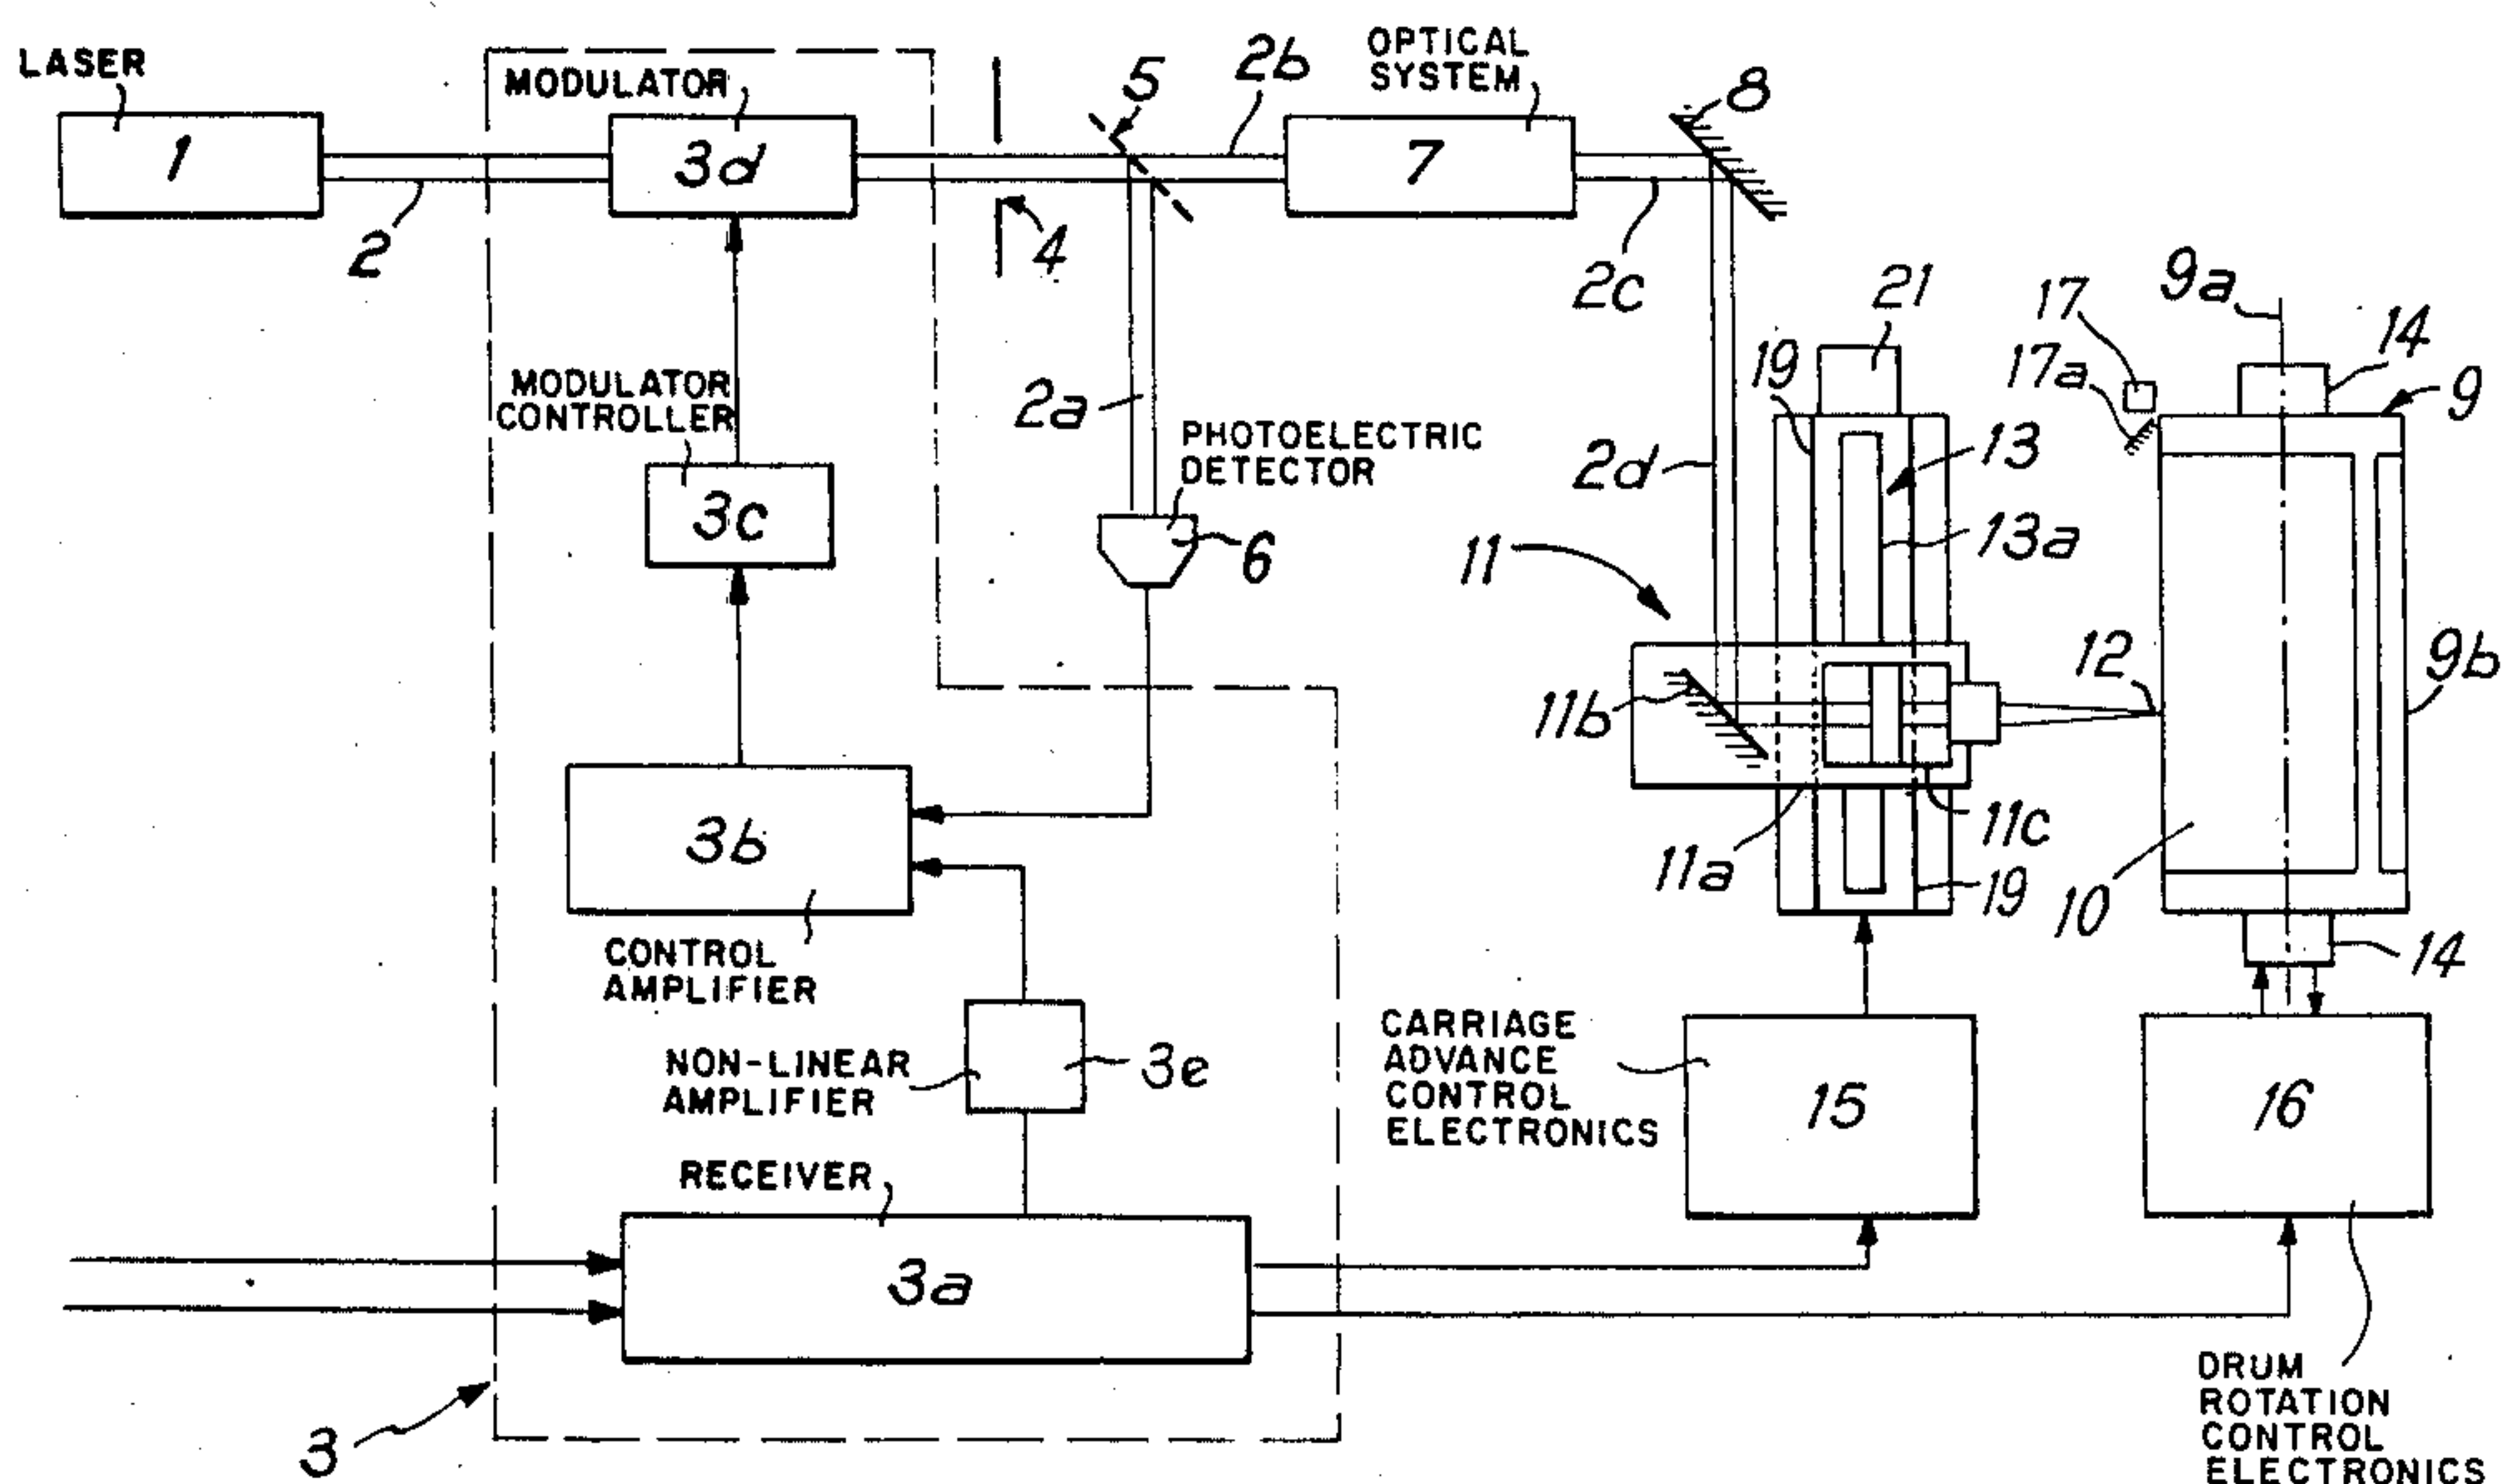 LASER
1
2
MODULATOR
3d
4
5
2b
OPTICAL
SYSTEM
7
8
2c
2a
PHOTOELECTRIC
DETECTOR
6
MODULATOR
CONTROLLER
3c
3b
CONTROL
AMPLIFIER
NON-LINEAR
AMPLIFIER
3e
RECEIVER
3a
3
2d
11
11b
11a
11c
19
21
13
13a
19
12
17
17a
9a
14
9
9b
10
14
CARRIAGE
ADVANCE
CONTROL
ELECTRONICS
15
16
DRUM
ROTATION
CONTROL
ELECTRONICS